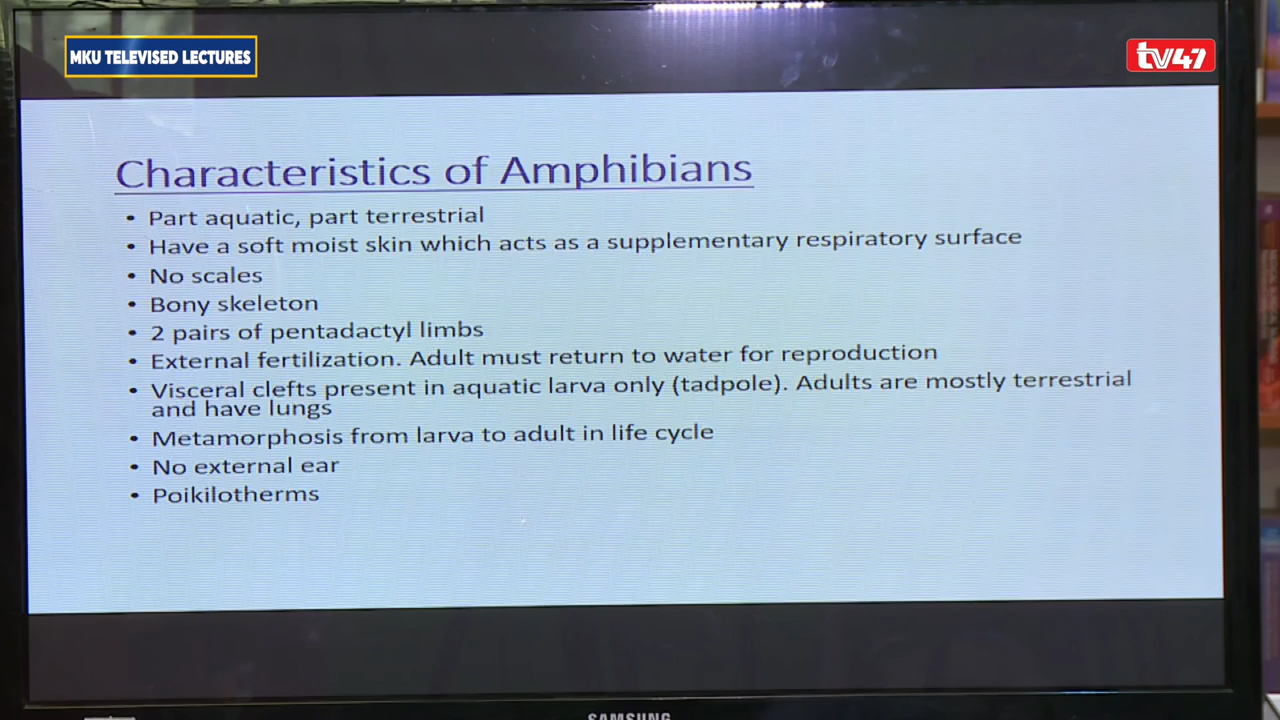 MKU TELEVISED LECTURES
tv47
Characteristics of Amphibians
• Part aquatic, part terrestrial
• Have a soft moist skin which acts as a supplementary respiratory surface
• No scales
• Bony skeleton
• 2 pairs of pentadactyl limbs
• External fertilization. Adult must return to water for reproduction
• Visceral clefts present in aquatic larva only (tadpole). Adults are mostly terrestrial
and have lungs
• Metamorphosis from larva to adult in life cycle
• No external ear
• Poikilotherms
SAMSUNG